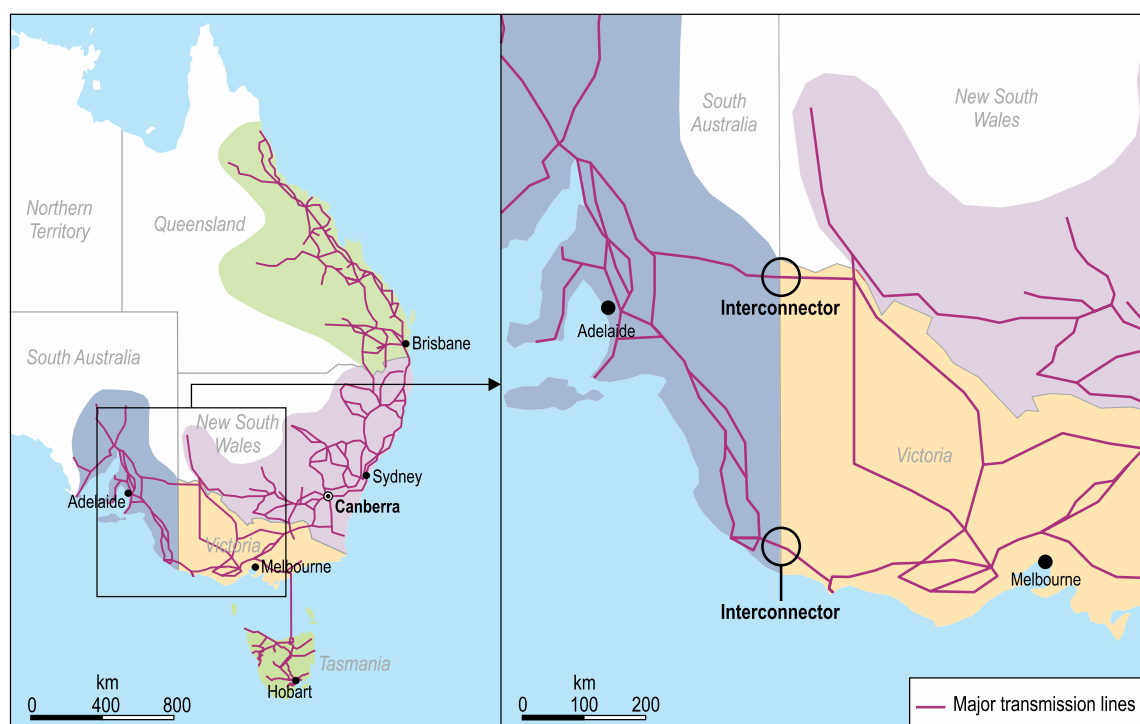 Northern
Territory
Queensland
South Australia
Brisbane
New South
Wales
Sydney
Adelaide
Canberra
Victoria
Melbourne
Tasmania
Hobart
km
0 400 800
South
Australia
New South
Wales
Interconnector
Adelaide
Victoria
Melbourne
Interconnector
km
0 100 200
Major transmission lines